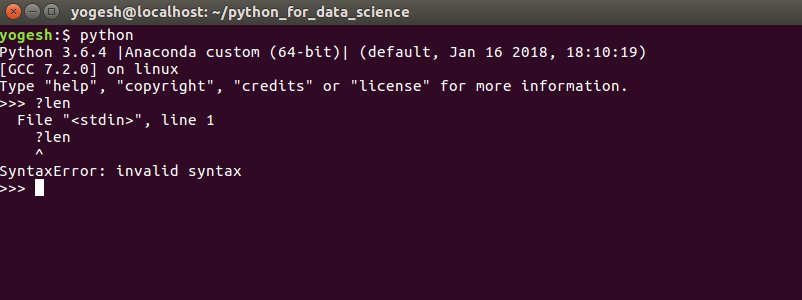 yogesh@localhost: ~/python_for_data_science
yogesh:$ python
Python 3.6.4 |Anaconda custom (64-bit)| (default, Jan 16 2018, 18:10:19)
[GCC 7.2.0] on linux
Type "help", "copyright", "credits" or "license" for more information.
>>> ?len
  File "<stdin>", line 1
    ?len
    ^
SyntaxError: invalid syntax
>>>